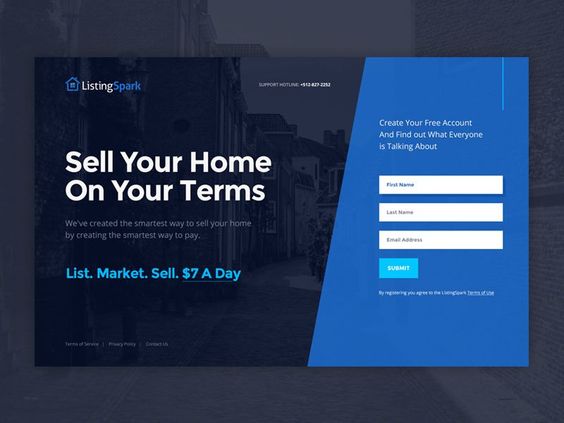 ListingSpark
SUPPORT HOTLINE: +512-827-2252
Sell Your Home
On Your Terms
We've created the smartest way to sell your home
by creating the smartest way to pay.
List. Market. Sell. $7 A Day
Terms of Service | Privacy Policy | Contact Us
Create Your Free Account
And Find out What Everyone
is Talking About
First Name
Last Name
Email Address
SUBMIT
By registering you agree to the ListingSpark Terms of Use